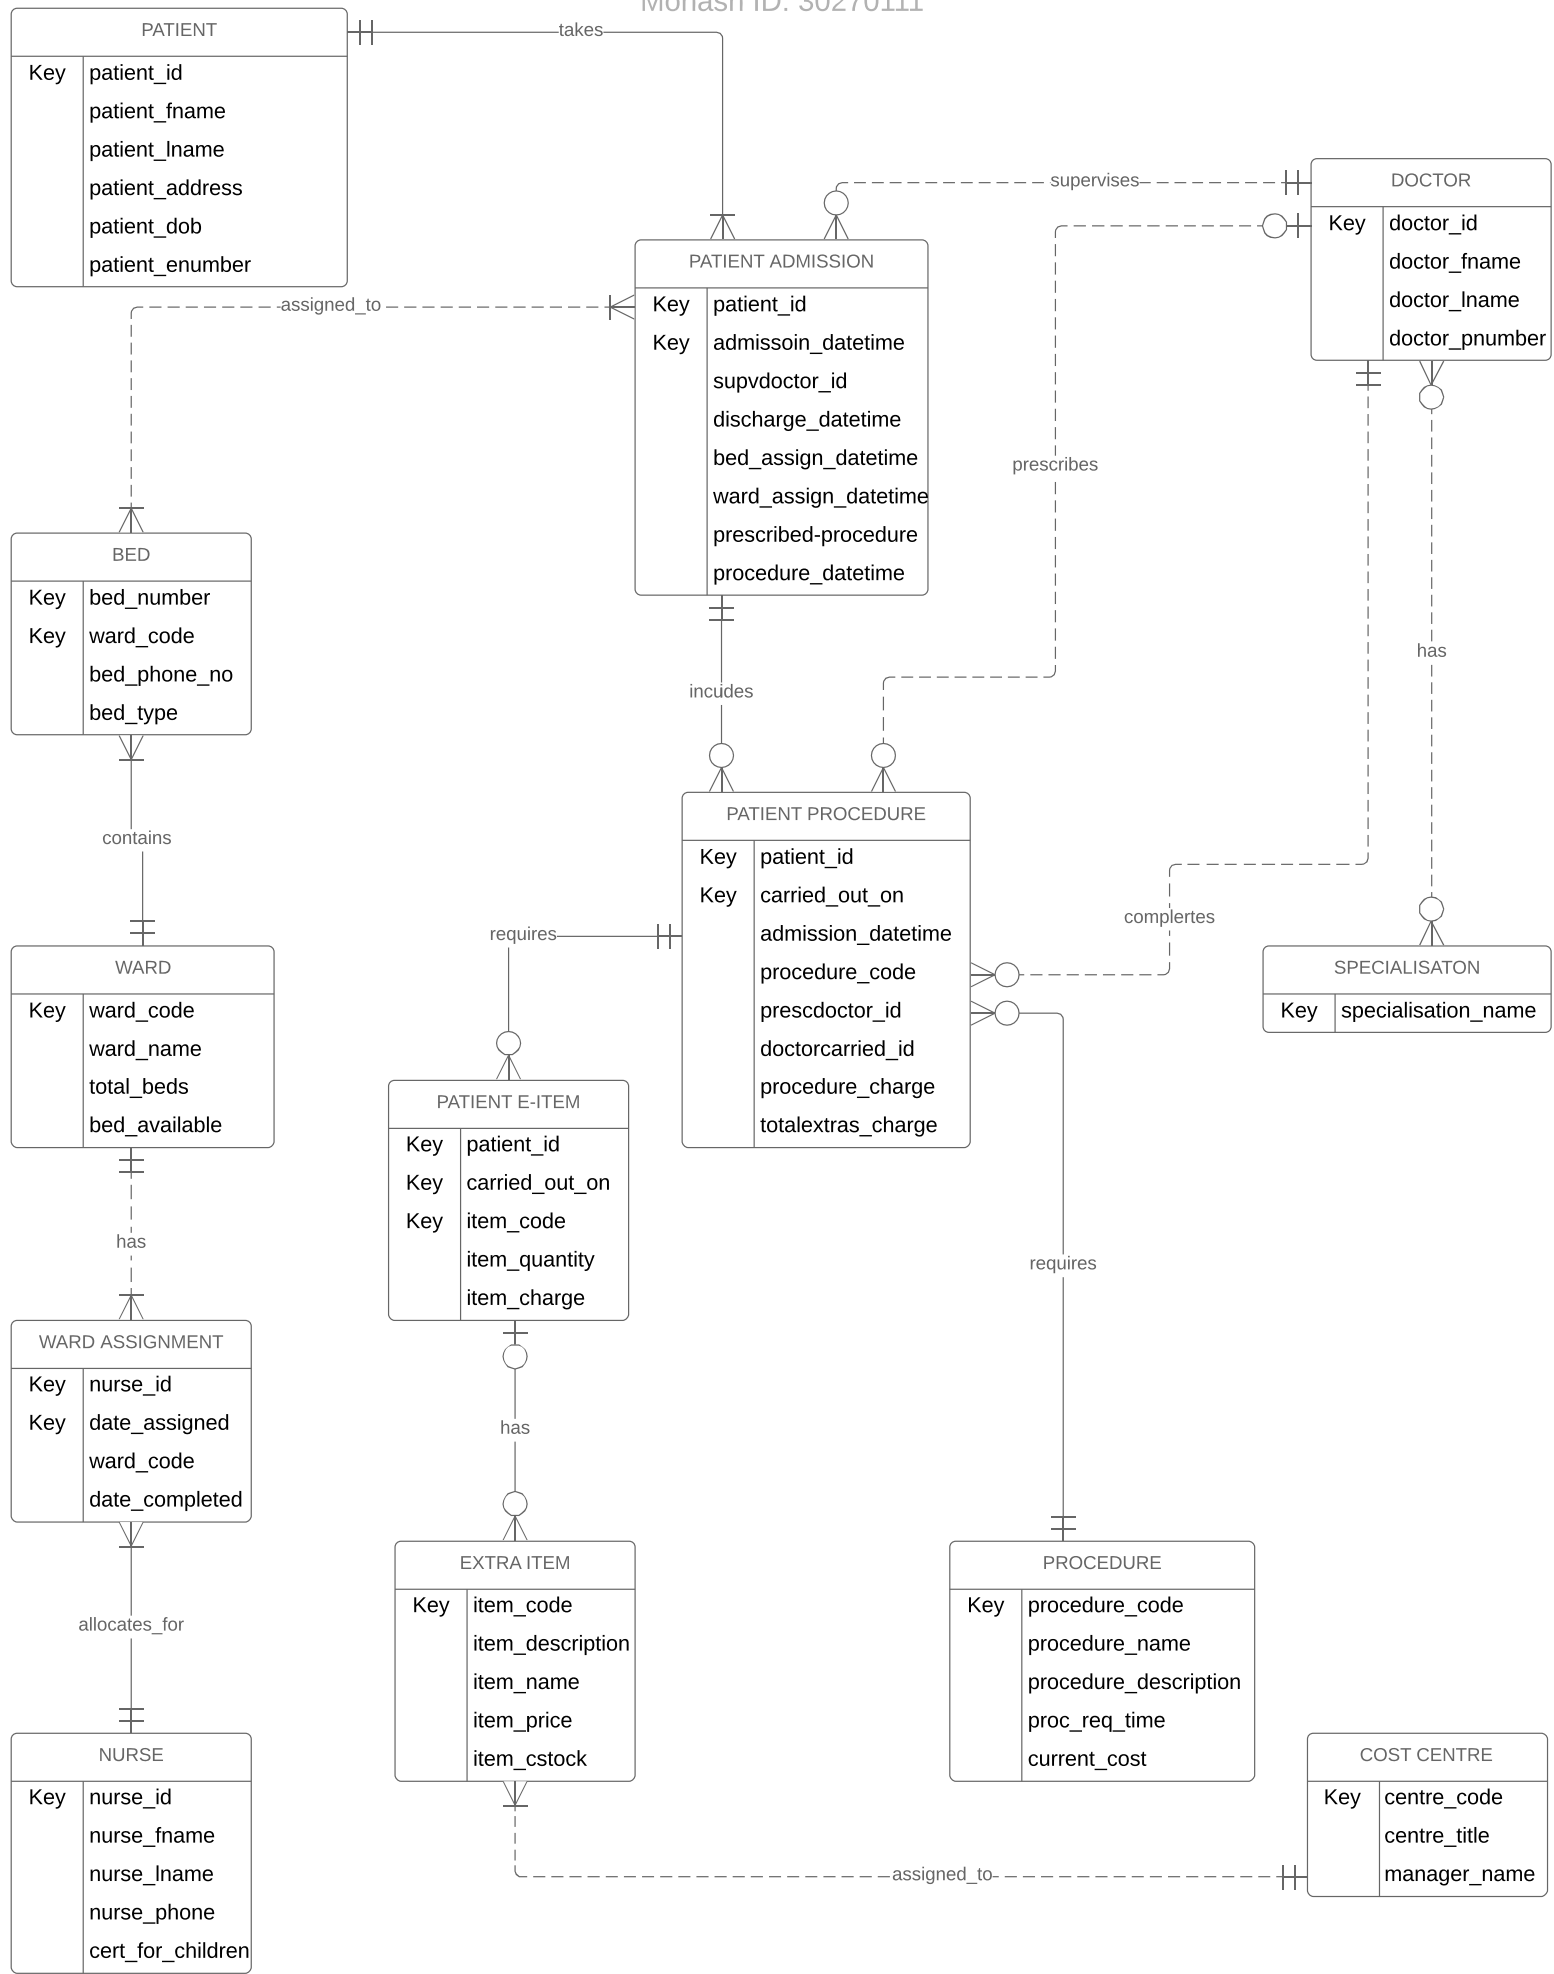 Monash ID: 30270111
PATIENT
Key patient_id
patient_fname
patient_lname
patient_address
patient_dob
patient_enumber
takes
supervises
DOCTOR
Key doctor_id
doctor_fname
doctor_lname
doctor_pnumber
PATIENT ADMISSION
Key patient_id
Key admissoin_datetime
supvdoctor_id
discharge_datetime
bed_assign_datetime
ward_assign_datetime
prescribed-procedure
procedure_datetime
assigned_to
prescribes
BED
Key bed_number
Key ward_code
bed_phone_no
bed_type
has
incudes
contains
PATIENT PROCEDURE
Key patient_id
Key carried_out_on
admission_datetime
procedure_code
prescdoctor_id
doctorcarried_id
procedure_charge
totalextras_charge
complertes
requires
WARD
Key ward_code
ward_name
total_beds
bed_available
SPECIALISATON
Key specialisation_name
PATIENT E-ITEM
Key patient_id
Key carried_out_on
Key item_code
item_quantity
item_charge
has
requires
WARD ASSIGNMENT
Key nurse_id
Key date_assigned
ward_code
date_completed
has
EXTRA ITEM
Key item_code
item_description
item_name
item_price
item_cstock
PROCEDURE
Key procedure_code
procedure_name
procedure_description
proc_req_time
current_cost
allocates_for
NURSE
Key nurse_id
nurse_fname
nurse_lname
nurse_phone
cert_for_children
COST CENTRE
Key centre_code
centre_title
manager_name
assigned_to